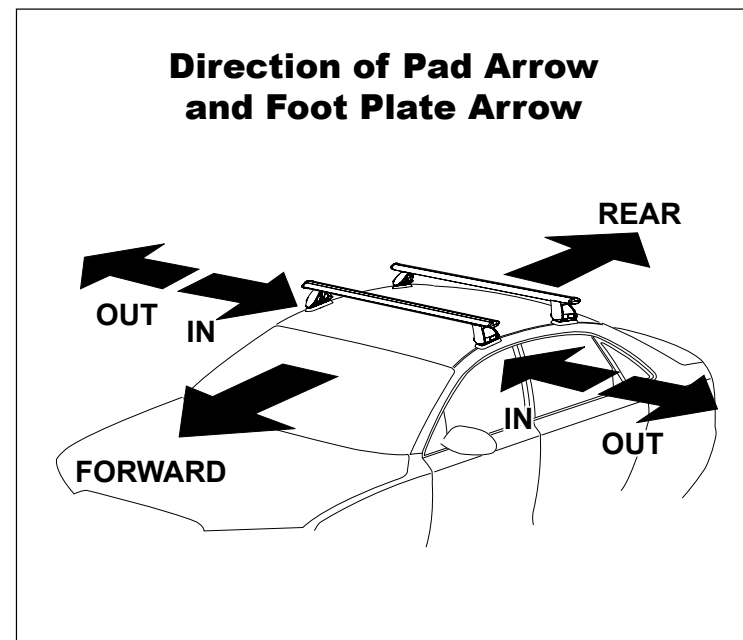 Direction of Pad Arrow
and Foot Plate Arrow
REAR
OUT
IN
IN
OUT
FORWARD